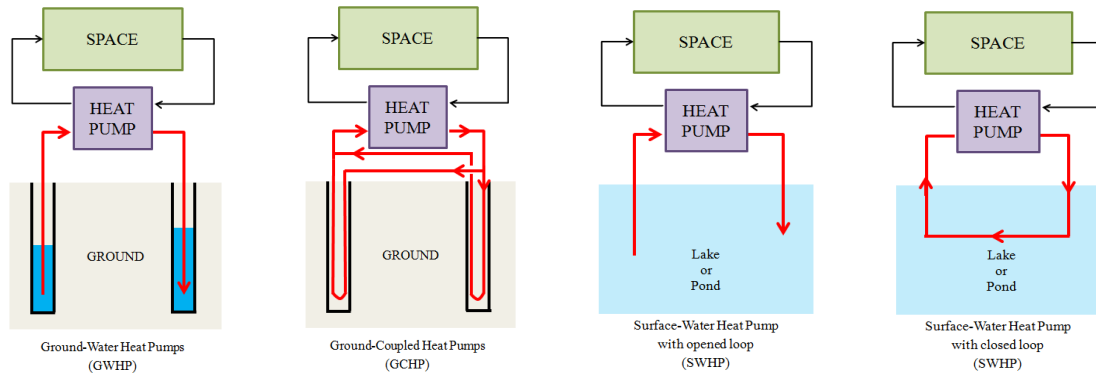 SPACE
HEAT
PUMP
GROUND
Ground-Water Heat Pumps
(GWHP)
SPACE
HEAT
PUMP
GROUND
Ground-Coupled Heat Pumps
(GCHP)
SPACE
HEAT
PUMP
Lake
or
Pond
Surface-Water Heat Pump
with opened loop
(SWHP)
SPACE
HEAT
PUMP
Lake
or
Pond
Surface-Water Heat Pump
with closed loop
(SWHP)